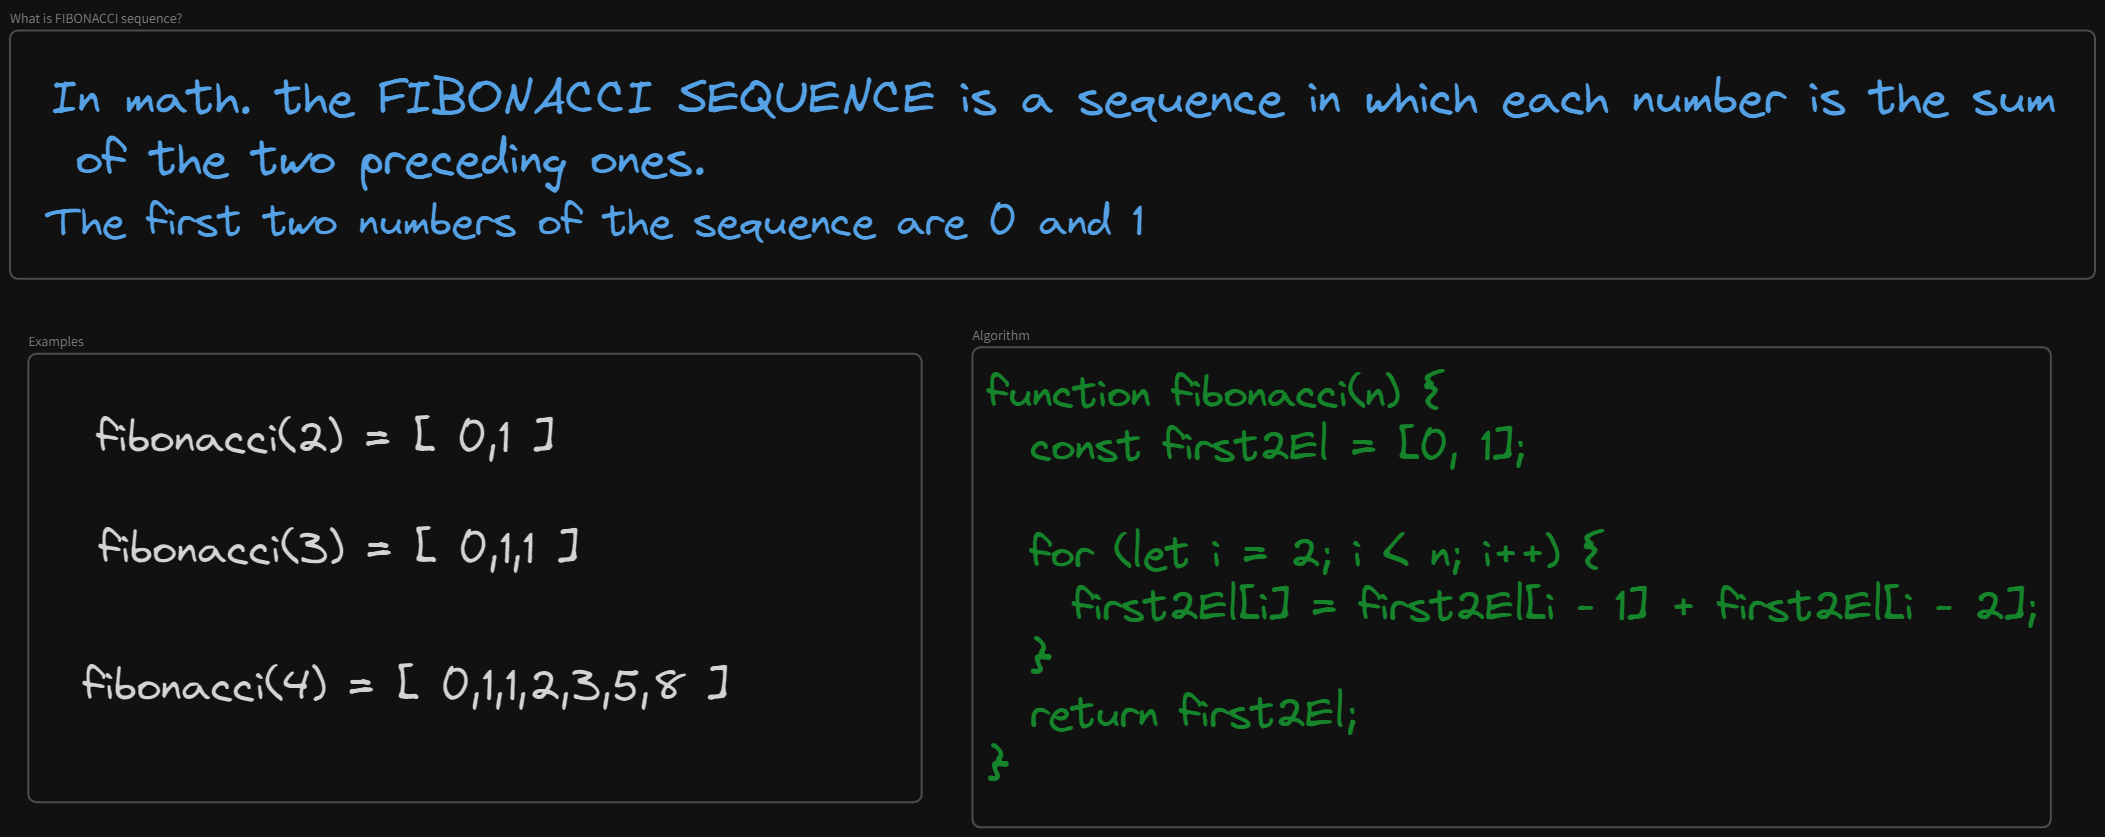 What is FIBONACCI sequence?
In math. the FIBONACCI SEQUENCE is a sequence in which each number is the sum
of the two preceding ones.
The first two numbers of the sequence are 0 and 1
Examples
fibonacci(2) = [ 0,1 ]
fibonacci(3) = [ 0,1,1 ]
fibonacci(4) = [ 0,1,1,2,3,5,8 ]
Algorithm
function fibonacci(n) {
const first2El = [0, 1];
for (let i = 2; i < n; i++) {
first2El[i] = first2El[i - 1] + first2El[i - 2];
}
return first2El;
}